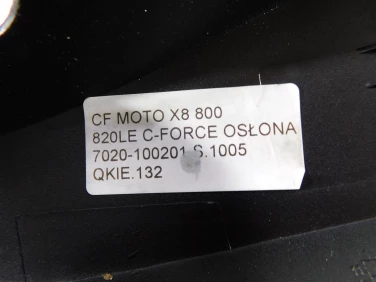 CF MOTO X8 800
820LE C-FORCE OSŁONA
7020-100201 S.1005
QKIE.132